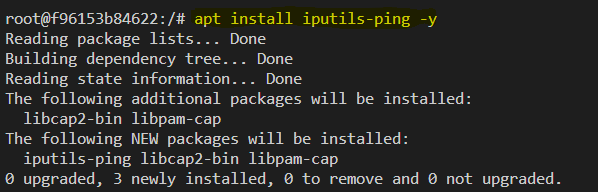 root@f96153b84622:/# apt install iputils-ping -y
Reading package lists... Done
Building dependency tree... Done
Reading state information... Done
The following additional packages will be installed:
  libcap2-bin libpam-cap
The following NEW packages will be installed:
  iputils-ping libcap2-bin libpam-cap
0 upgraded, 3 newly installed, 0 to remove and 0 not upgraded.